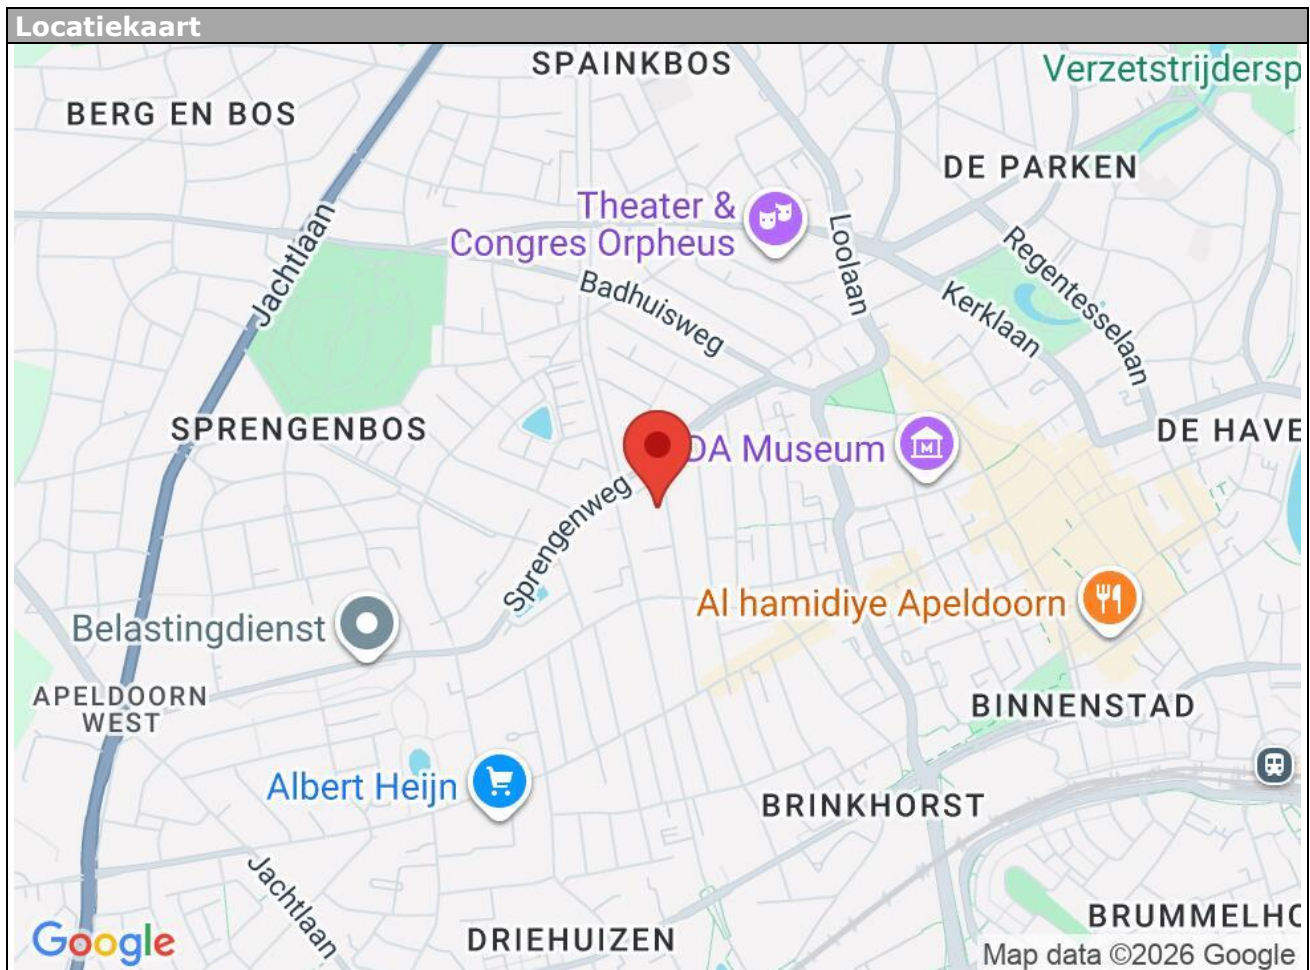 Locatiekaart
SPAINKBOS
Verzetstrijdersp
BERG EN BOS
DE PARKEN
Theater &
Congres Orpheus
Jachtlaan
Loolaan
Regentesselaan
Badhuisweg
Kerklaan
SPRENGENBOS
DA Museum
DE HAVE
Sprengenweg
Al hamidiye Apeldoorn
Belastingdienst
APELDOORN
WEST
BINNENSTAD
Albert Heijn
BRINKHORST
Jachtlaan
BRUMMELHO
DRIEHUIZEN
Google
Map data ©2026 Google